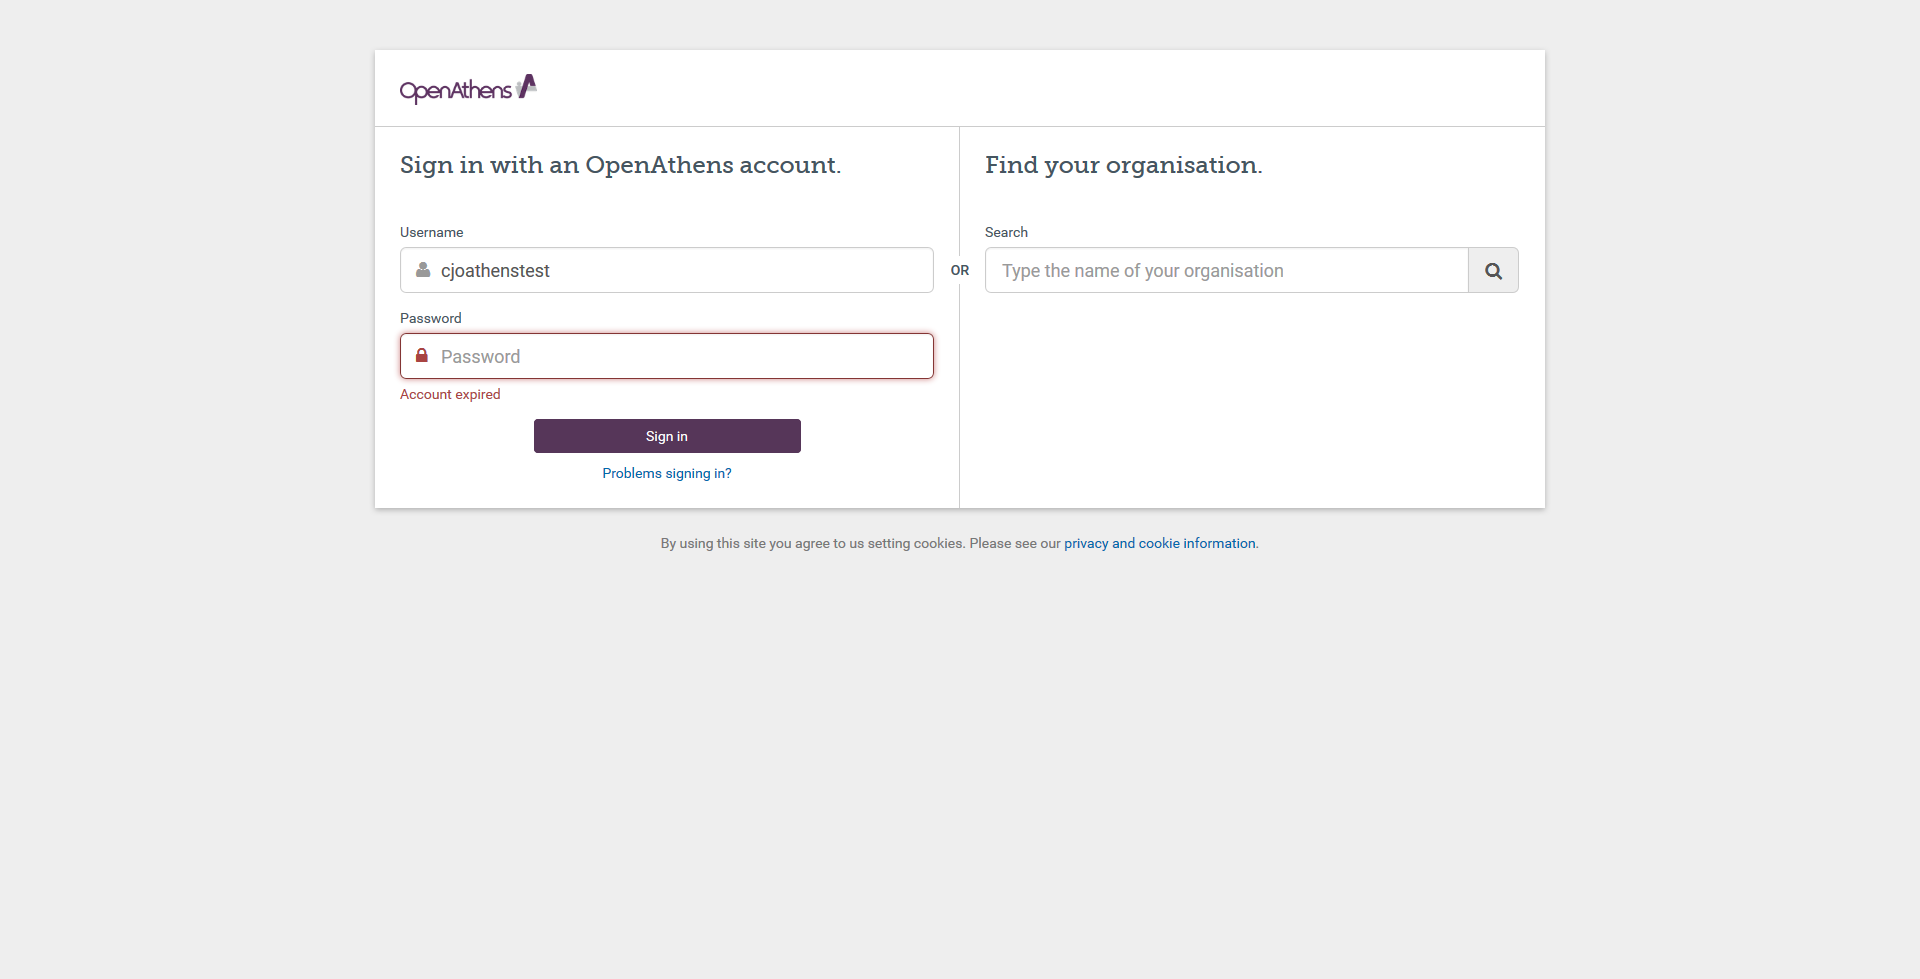 OpenAthens
Sign in with an OpenAthens account.
Username
cjoathenstest
Password
Password
Account expired
Sign in
Problems signing in?
OR
Find your organisation.
Search
Type the name of your organisation
By using this site you agree to us setting cookies. Please see our privacy and cookie information.